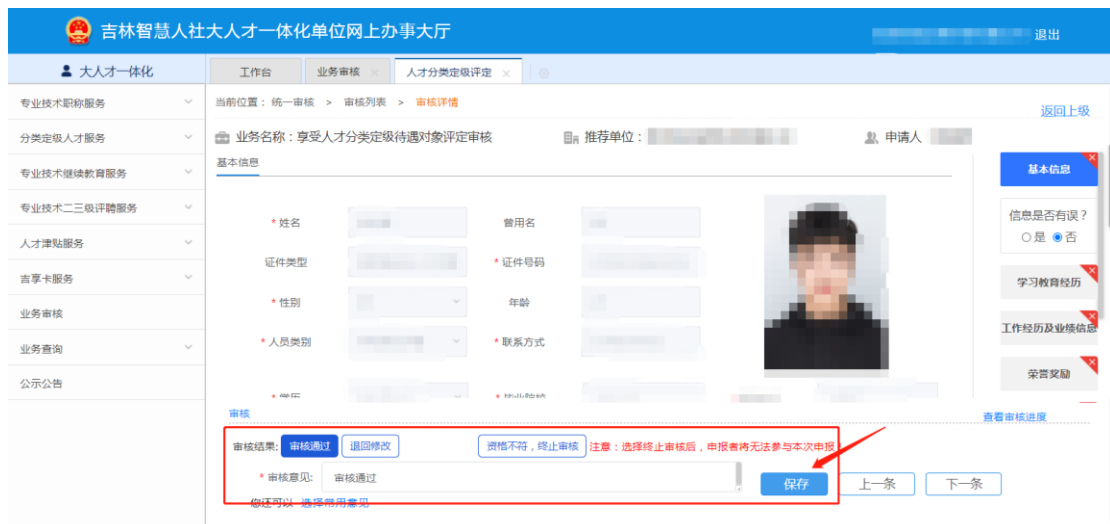 吉林智慧人社大人才一体化单位网上办事大厅 退出
大人才一体化 工作台 业务审核 人才分类定级评定
专业技术职称服务
分类定级人才服务
专业技术继续教育服务
专业技术二三级评聘服务
人才津贴服务
吉享卡服务
业务审核
业务查询
公示公告
当前位置：统一审核 > 审核列表 > 审核详情
返回上级
业务名称：享受人才分类定级待遇对象评定审核 推荐单位： 申请人
基本信息
* 姓名 曾用名
证件类型 * 证件号码
* 性别 年龄
* 人员类别 * 联系方式
* 学历 * 毕业院校
基本信息
信息是否有误？
是 否
学习教育经历
工作经历及业绩信息
荣誉奖励
审核 查看审核进度
审核结果: 审核通过 退回修改 资格不符，终止审核 注意：选择终止审核后，申报者将无法参与本次申报
* 审核意见: 审核通过 保存 上一条 下一条
您还可以 选择常用意见